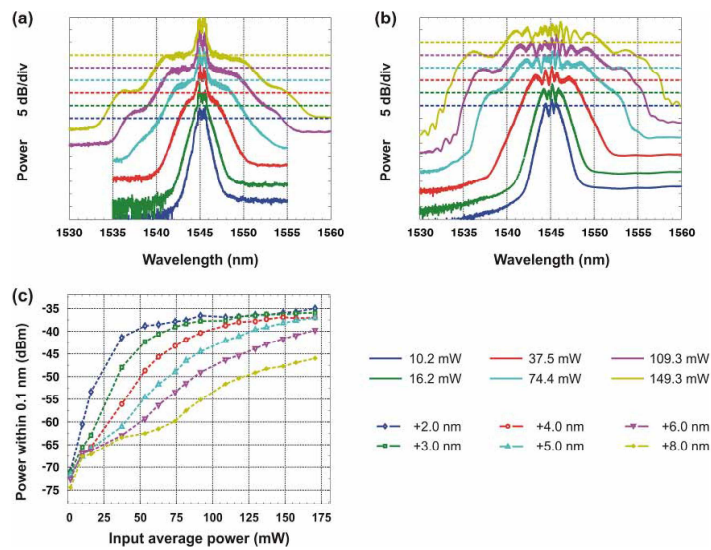 (a)
(b)
5 dB/div
Power
5 dB/div
Power
1530 1535 1540 1545 1550 1555 1560
1530 1535 1540 1545 1550 1555 1560
Wavelength (nm)
Wavelength (nm)
(c)
Power within 0.1 nm (dBm)
-35
-40
-45
-50
-55
-60
-65
-70
-75
0 25 50 75 100 125 150 175
Input average power (mW)
10.2 mW 37.5 mW 109.3 mW
16.2 mW 74.4 mW 149.3 mW
+2.0 nm +4.0 nm +6.0 nm
+3.0 nm +5.0 nm +8.0 nm